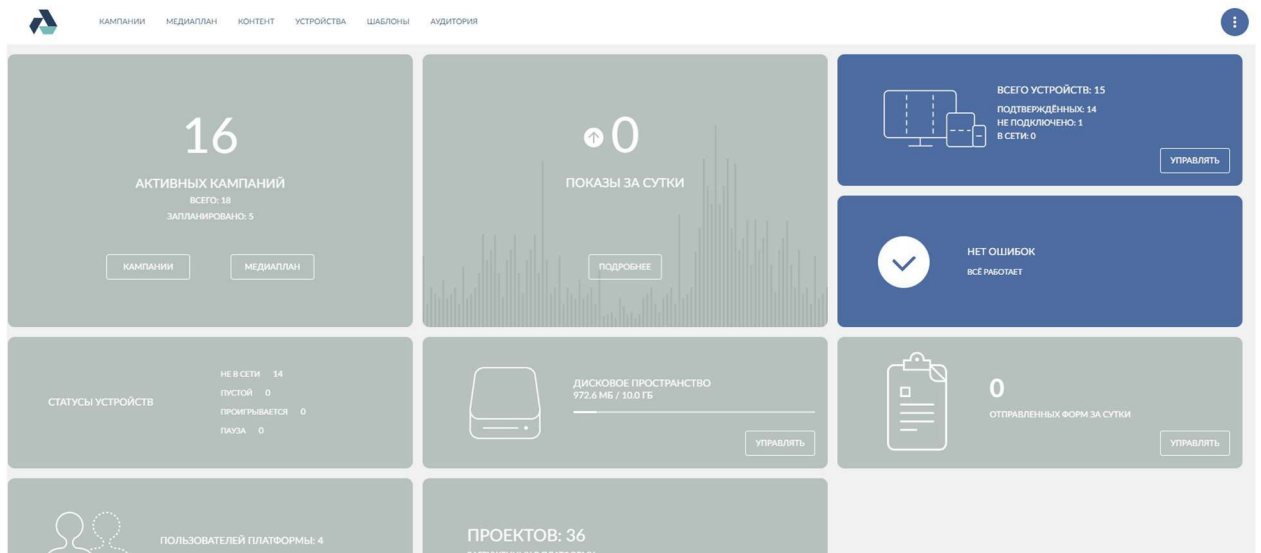 КАМПАНИИ МЕДИАПЛАН КОНТЕНТ УСТРОЙСТВА ШАБЛОНЫ АУДИТОРИЯ
16
АКТИВНЫХ КАМПАНИЙ
ВСЕГО: 18
ЗАПЛАНИРОВАНО: 5
КАМПАНИИ МЕДИАПЛАН
0
ПОКАЗЫ ЗА СУТКИ
ПОДРОБНЕЕ
ВСЕГО УСТРОЙСТВ: 15
ПОДТВЕРЖДЁННЫХ: 14
НЕ ПОДКЛЮЧЕНО: 1
В СЕТИ: 0
УПРАВЛЯТЬ
НЕТ ОШИБОК
ВСЁ РАБОТАЕТ
СТАТУСЫ УСТРОЙСТВ
НЕ В СЕТИ 14
ПУСТОЙ 0
ПРОИГРЫВАЕТСЯ 0
ПАУЗА 0
ДИСКОВОЕ ПРОСТРАНСТВО
972.6 МБ / 10.0 ГБ
УПРАВЛЯТЬ
0
ОТПРАВЛЕННЫХ ФОРМ ЗА СУТКИ
УПРАВЛЯТЬ
ПОЛЬЗОВАТЕЛЕЙ ПЛАТФОРМЫ: 4
ПРОЕКТОВ: 36